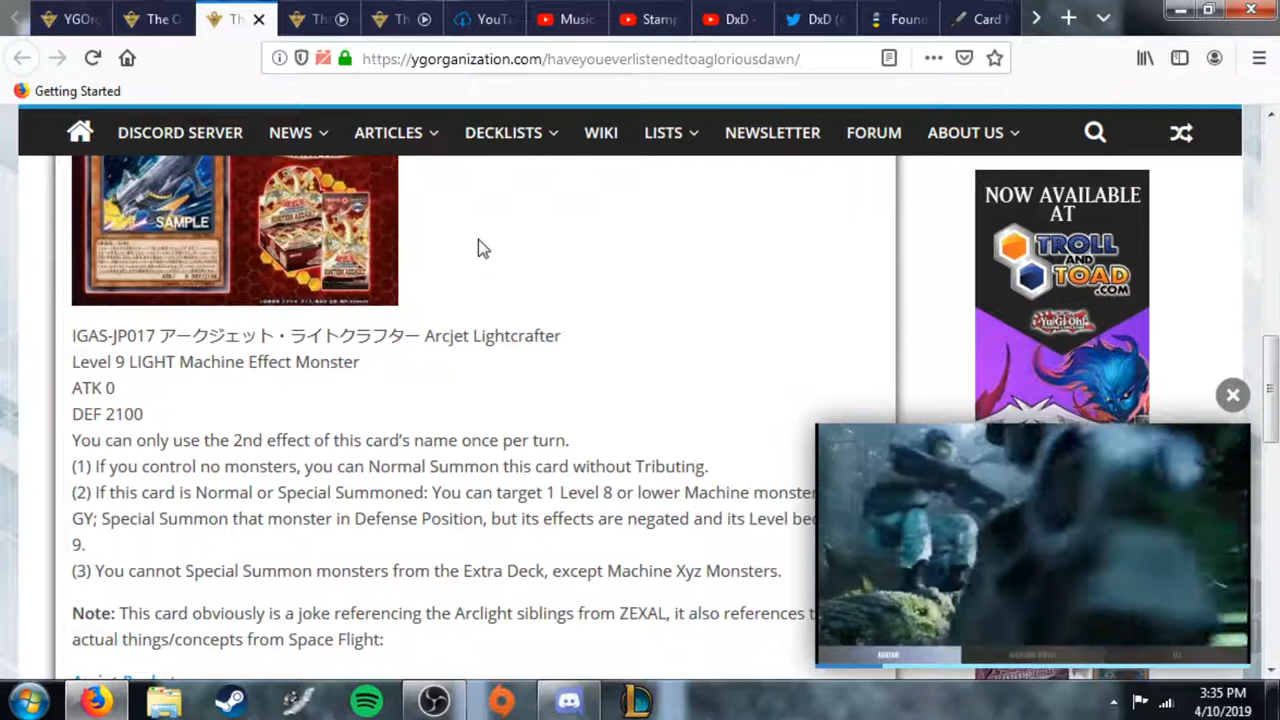 YGOr
The O
Th
Th
Th
YouTu
Music
Stamp
DxD -
DxD (
Found
Card
https://ygorganization.com/haveyoueverlistenedtoagloriousdawn/
Getting Started
DISCORD SERVER NEWS ARTICLES DECKLISTS WIKI LISTS NEWSLETTER FORUM ABOUT US
SAMPLE
NOW AVAILABLE
AT
TROLL
AND
TOAD
.COM
Yu-Gi-Oh!
IGAS-JP017 アークジェット・ライトクラフター Arcjet Lightcrafter
Level 9 LIGHT Machine Effect Monster
ATK 0
DEF 2100
You can only use the 2nd effect of this card's name once per turn.
(1) If you control no monsters, you can Normal Summon this card without Tributing.
(2) If this card is Normal or Special Summoned: You can target 1 Level 8 or lower Machine monster
GY; Special Summon that monster in Defense Position, but its effects are negated and its Level bec
9.
(3) You cannot Special Summon monsters from the Extra Deck, except Machine Xyz Monsters.
Note: This card obviously is a joke referencing the Arclight siblings from ZEXAL, it also references t
actual things/concepts from Space Flight:
AVATAR
3:35 PM
4/10/2019